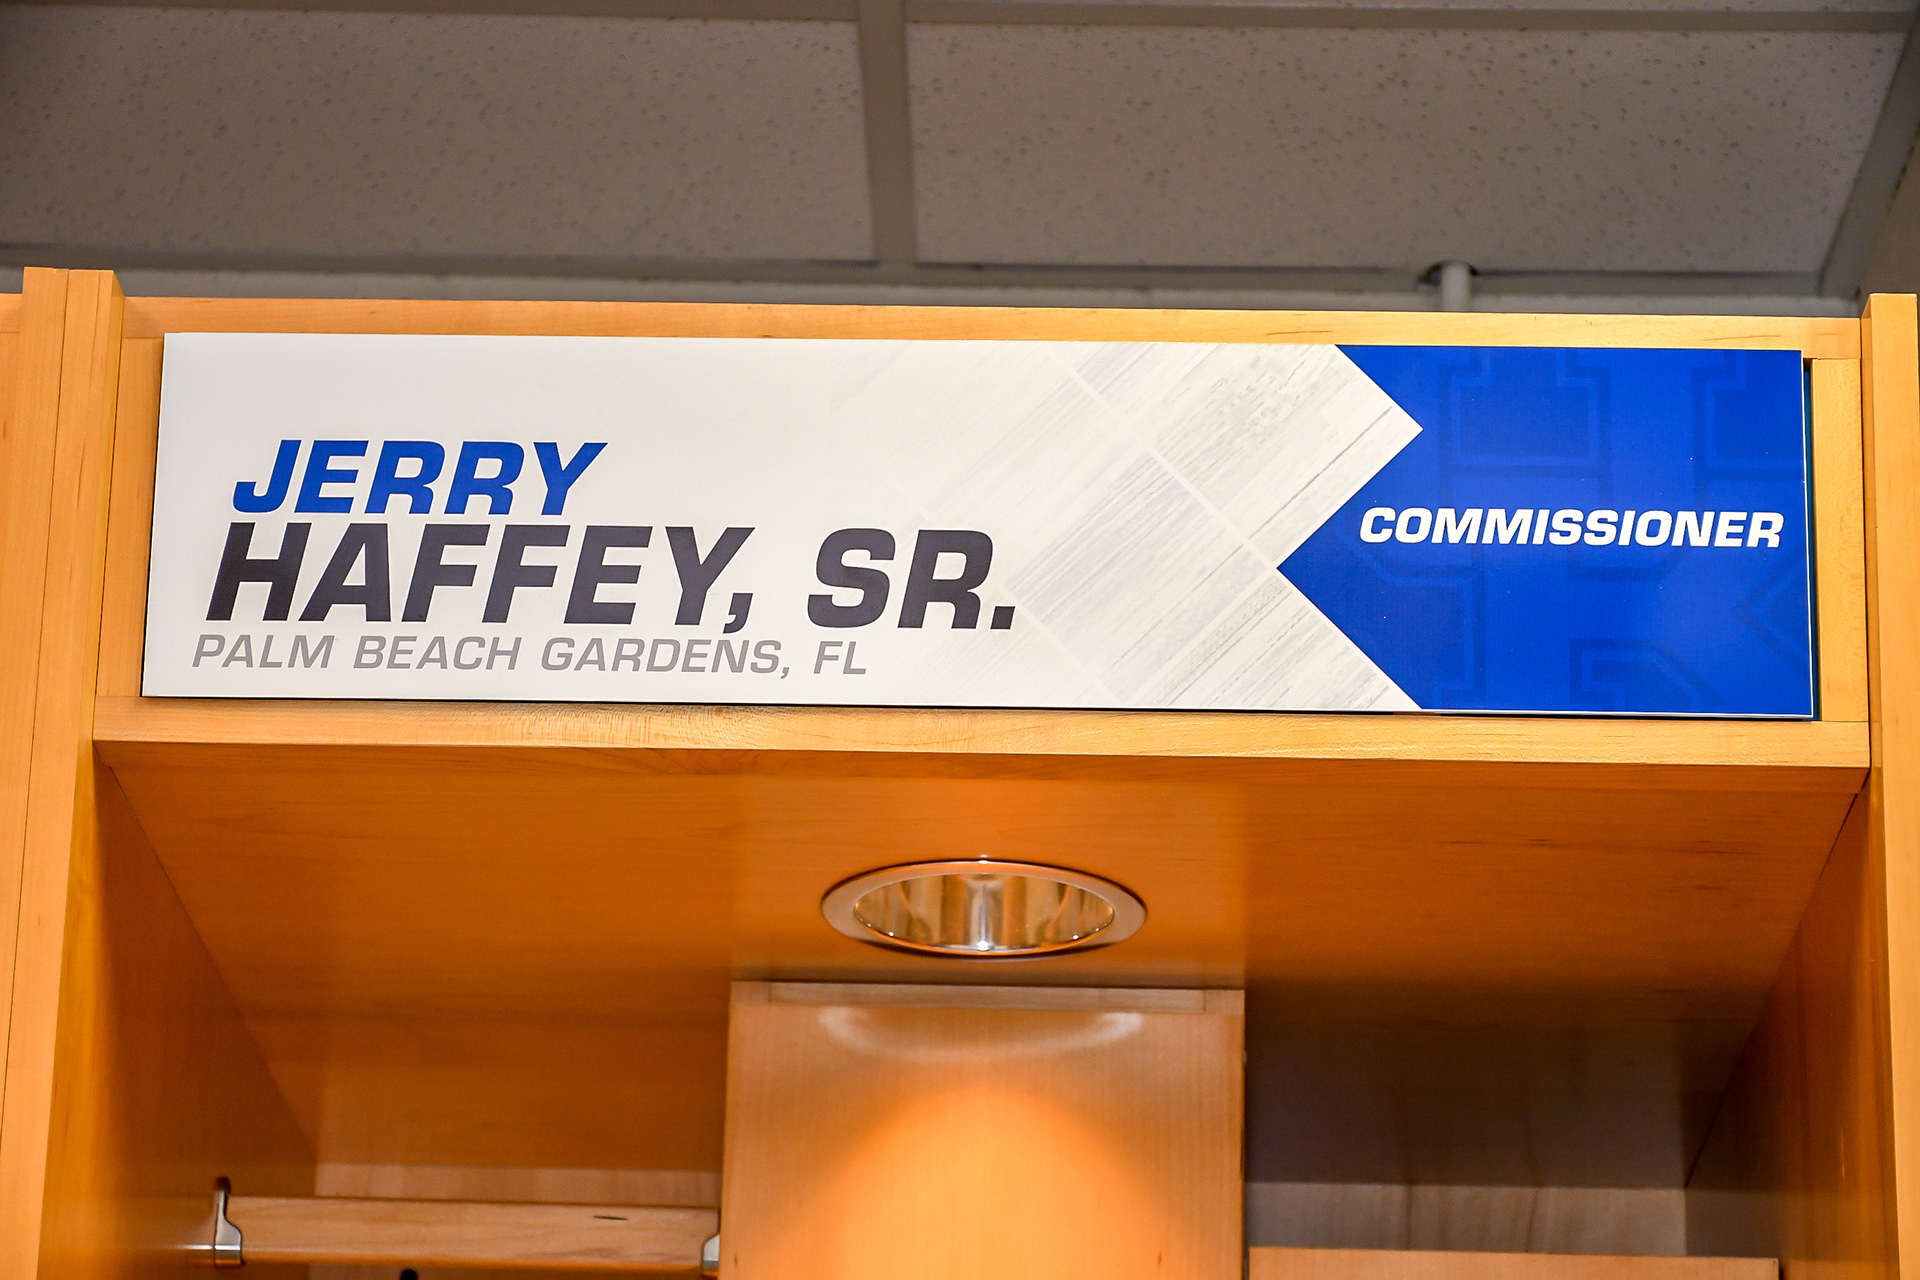 JERRY
HAFFEY, SR.
PALM BEACH GARDENS, FL
COMMISSIONER